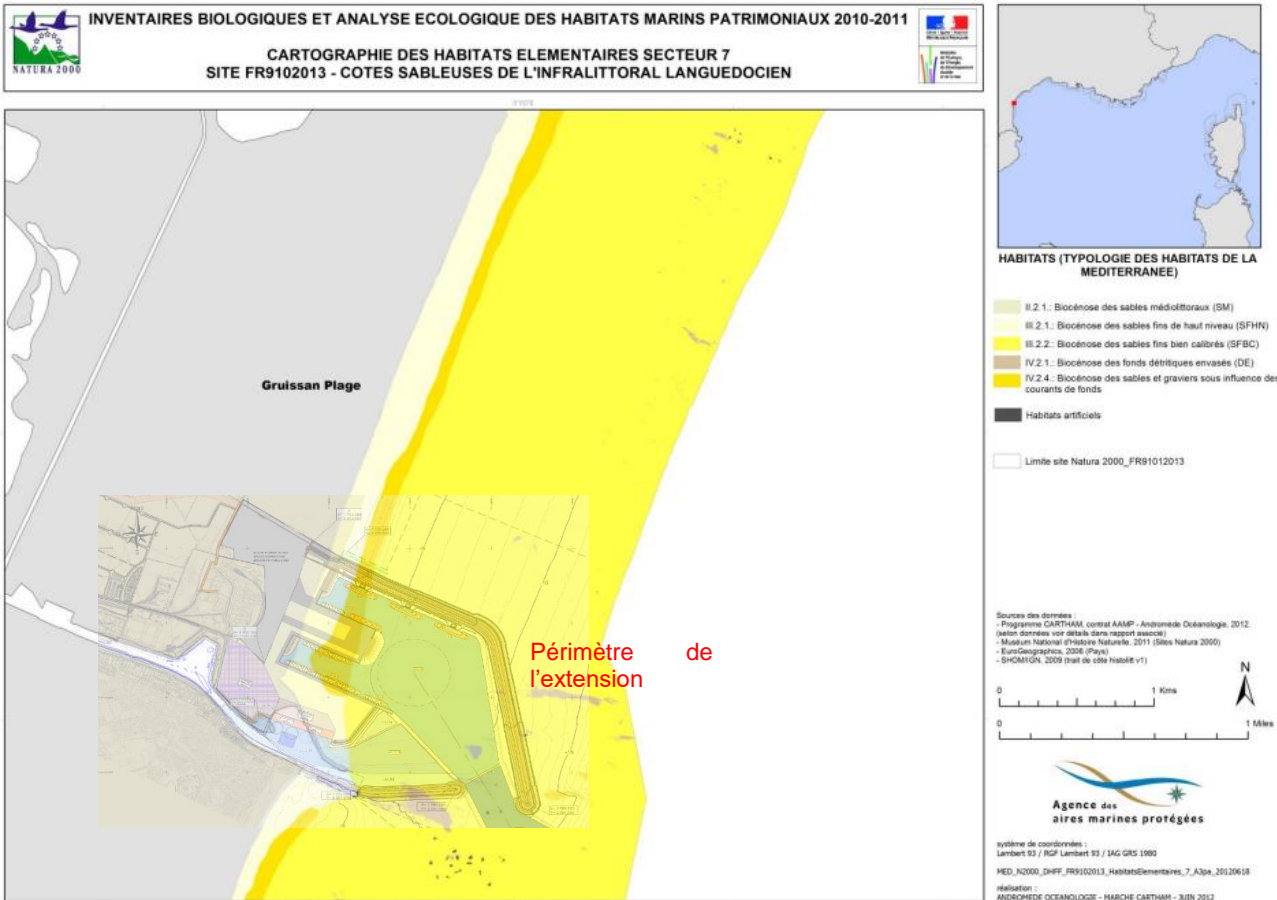 INVENTAIRES BIOLOGIQUES ET ANALYSE ECOLOGIQUE DES HABITATS MARINS PATRIMONIAUX 2010-2011
CARTOGRAPHIE DES HABITATS ELEMENTAIRES SECTEUR 7
SITE FR9102013 - COTES SABLEUSES DE L'INFRALITTORAL LANGUEDOCIEN
NATURA 2000
Gruissan Plage
Périmètre de
l'extension
HABITATS (TYPOLOGIE DES HABITATS DE LA
MEDITERRANEE)
II.2.1.: Biocénose des sables médiolittoraux (SM)
III.2.1.: Biocénose des sables fins de haut niveau (SFHN)
III.2.2.: Biocénose des sables fins bien calibrés (SFBC)
IV.2.1.: Biocénose des fonds détritiques envasés (DE)
IV.2.4.: Biocénose des sables et graviers sous influence des
courants de fonds
Habitats artificiels
Limite site Natura 2000_FR91012013
Sources des données :
- Programme CARTHAM, contrat AAMP - Andromède Océanologie, 2012.
(selon données voir détails dans rapport associé)
- Muséum National d'Histoire Naturelle, 2011 (Sites Natura 2000)
- EuroGeographics, 2006 (Pays)
- SHOM/IGN, 2009 (trait de côte histolitt v1)
N
0 1 Kms
0 1 Miles
Agence des
aires marines protégées
système de coordonnées :
Lambert 93 / RGF Lambert 93 / IAG GRS 1980
MED_N2000_DHFF_FR9102013_HabitatsElementaires_7_A3pa_20120618
réalisation :
ANDROMEDE OCEANOLOGIE - MARCHE CARTHAM - JUIN 2012